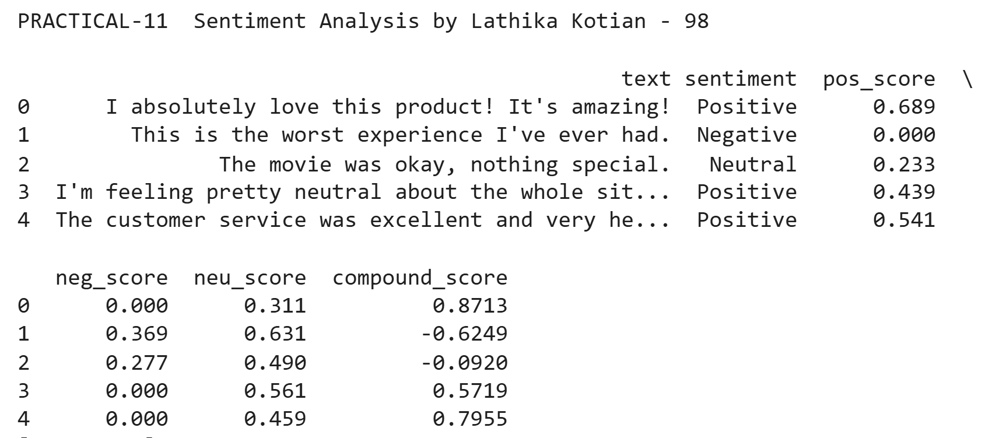 PRACTICAL-11  Sentiment Analysis by Lathika Kotian - 98
text sentiment  pos_score  \
0      I absolutely love this product! It's amazing!  Positive      0.689
1        This is the worst experience I've ever had.  Negative      0.000
2               The movie was okay, nothing special.   Neutral      0.233
3  I'm feeling pretty neutral about the whole sit...  Positive      0.439
4  The customer service was excellent and very he...  Positive      0.541
neg_score  neu_score  compound_score
0      0.000      0.311          0.8713
1      0.369      0.631         -0.6249
2      0.277      0.490         -0.0920
3      0.000      0.561          0.5719
4      0.000      0.459          0.7955